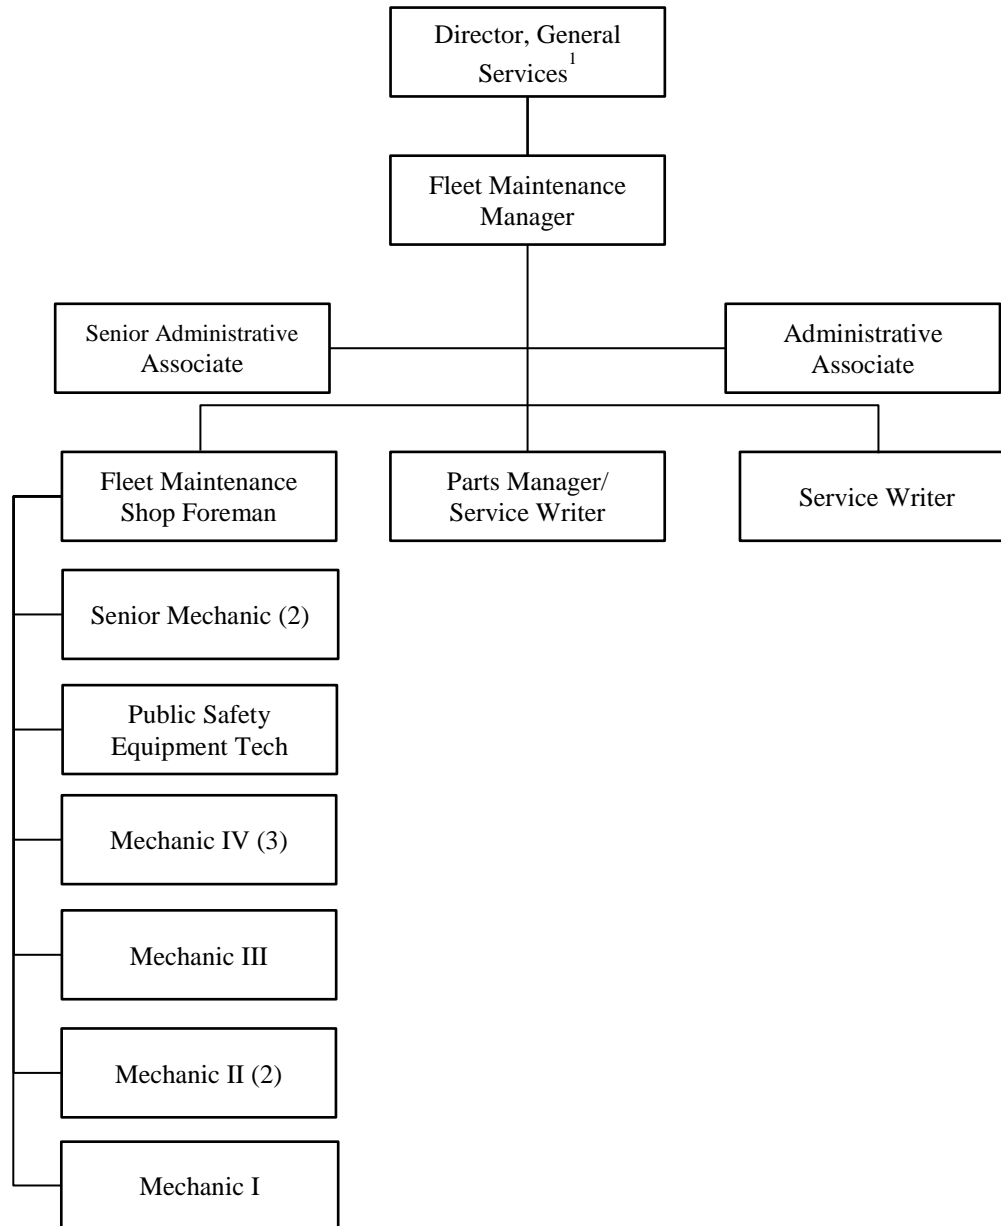 Director, General
Services1
Fleet Maintenance
Manager
Senior Administrative
Associate
Administrative
Associate
Fleet Maintenance
Shop Foreman
Parts Manager/
Service Writer
Service Writer
Senior Mechanic (2)
Public Safety
Equipment Tech
Mechanic IV (3)
Mechanic III
Mechanic II (2)
Mechanic I